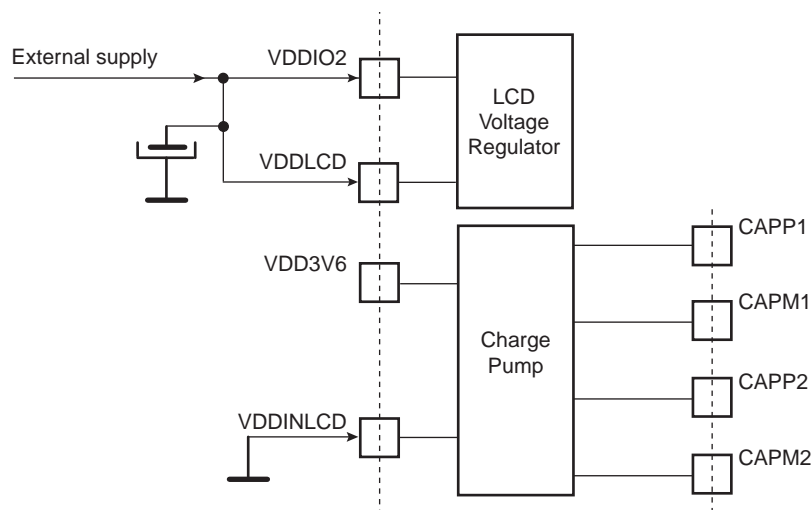 External supply
VDDIO2
LCD
Voltage
Regulator
VDDLCD
VDD3V6
Charge
Pump
VDDINLCD
CAPP1
CAPM1
CAPP2
CAPM2